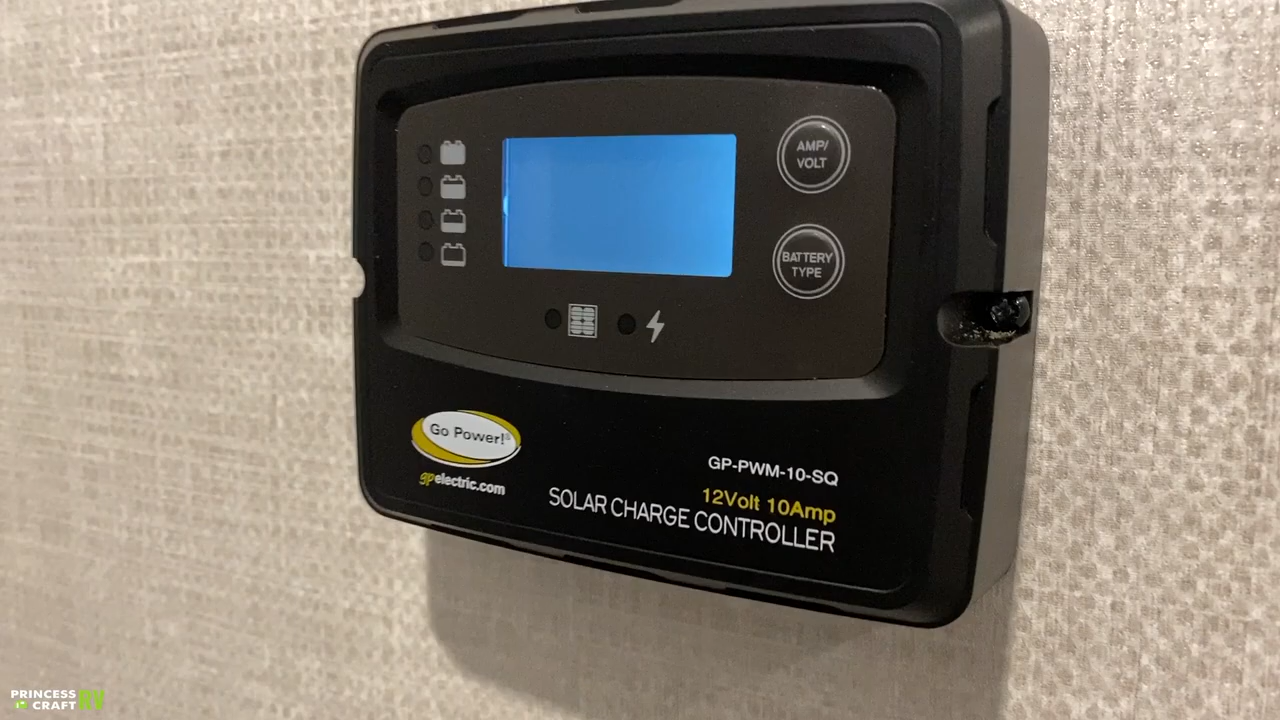 AMP/
VOLT
BATTERY
TYPE
Go Power!®
gpelectric.com
GP-PWM-10-SQ
12Volt 10Amp
SOLAR CHARGE CONTROLLER
PRINCESS
CRAFT RV